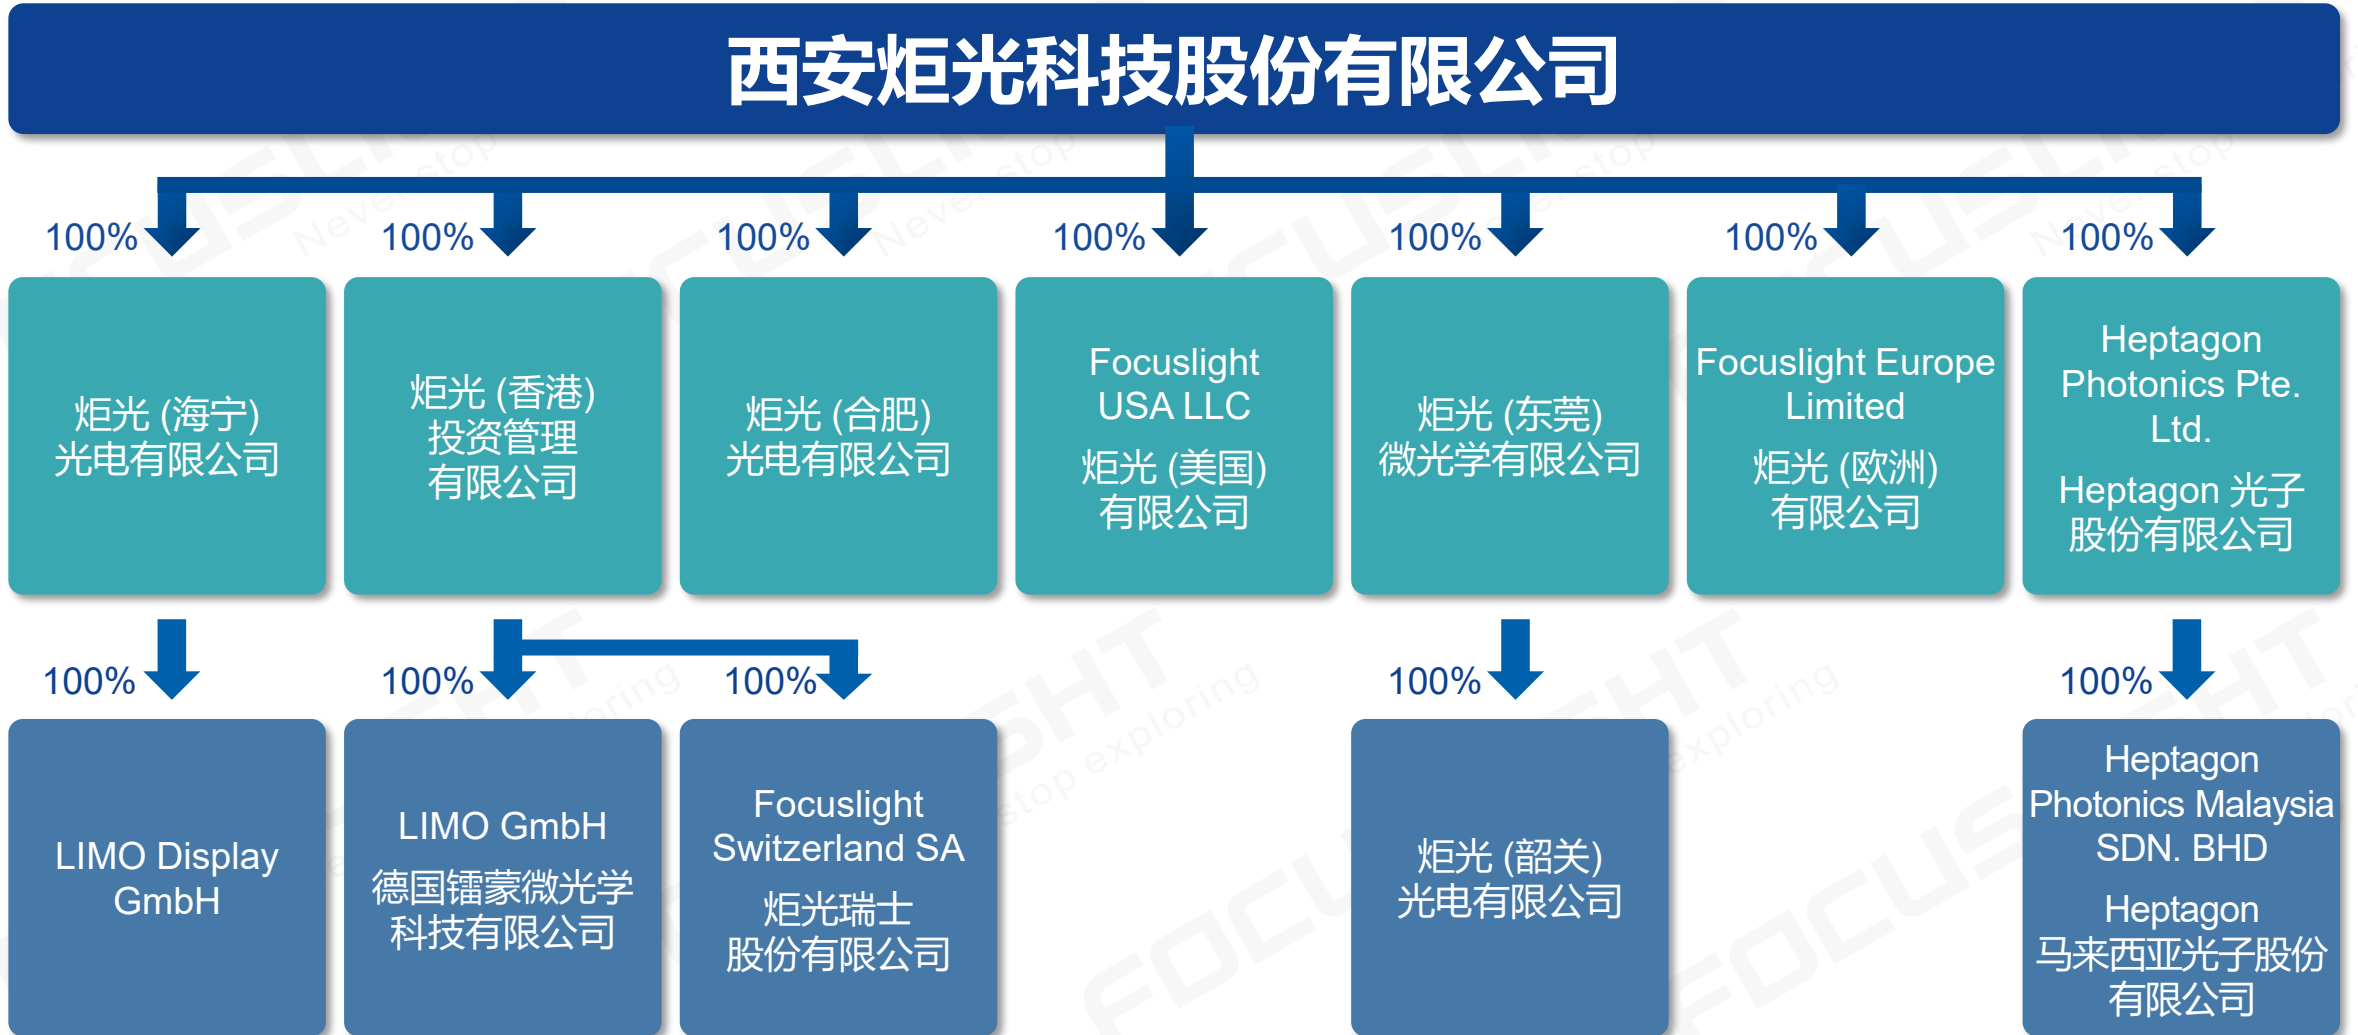 西安炬光科技股份有限公司
100%
100%
100%
100%
100%
100%
100%
炬光 (海宁)
光电有限公司
炬光 (香港)
投资管理
有限公司
炬光 (合肥)
光电有限公司
Focuslight
USA LLC
炬光 (美国)
有限公司
炬光 (东莞)
微光学有限公司
Focuslight Europe
Limited
炬光 (欧洲)
有限公司
Heptagon
Photonics Pte.
Ltd.
Heptagon 光子
股份有限公司
100%
100%
100%
100%
100%
LIMO Display
GmbH
LIMO GmbH
德国镭蒙微光学
科技有限公司
Focuslight
Switzerland SA
炬光瑞士
股份有限公司
炬光 (韶关)
光电有限公司
Heptagon
Photonics Malaysia
SDN. BHD
Heptagon
马来西亚光子股份
有限公司